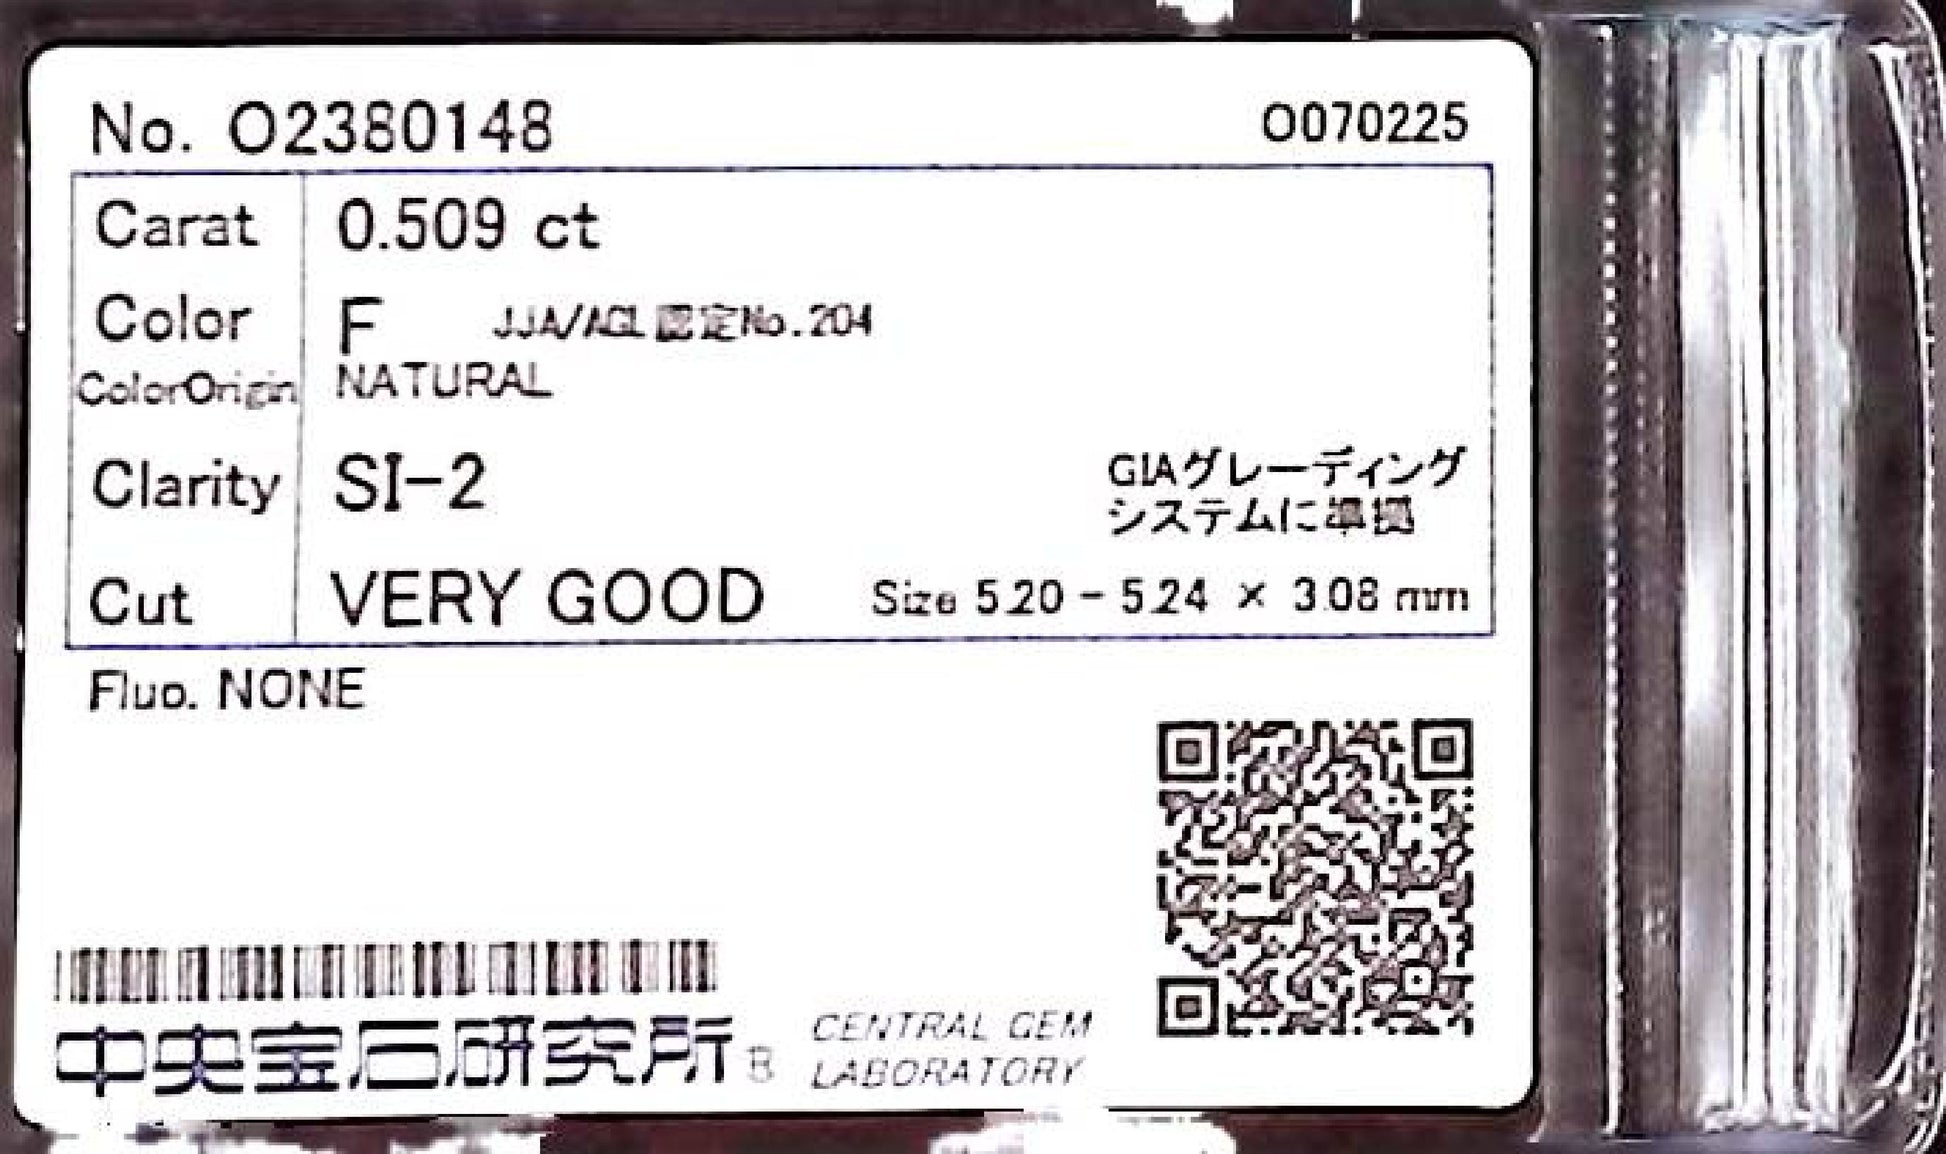 No. O2380148
O070225
Carat 0.509 ct
Color F JJA/AGL認定No.204
ColorOrigin NATURAL
Clarity SI-2
GIAグレーディング
システムに準拠
Cut VERY GOOD Size 5.20 - 5.24 × 3.08 mm
Fluo. NONE
中央宝石研究所 B
CENTRAL GEM
LABORATORY